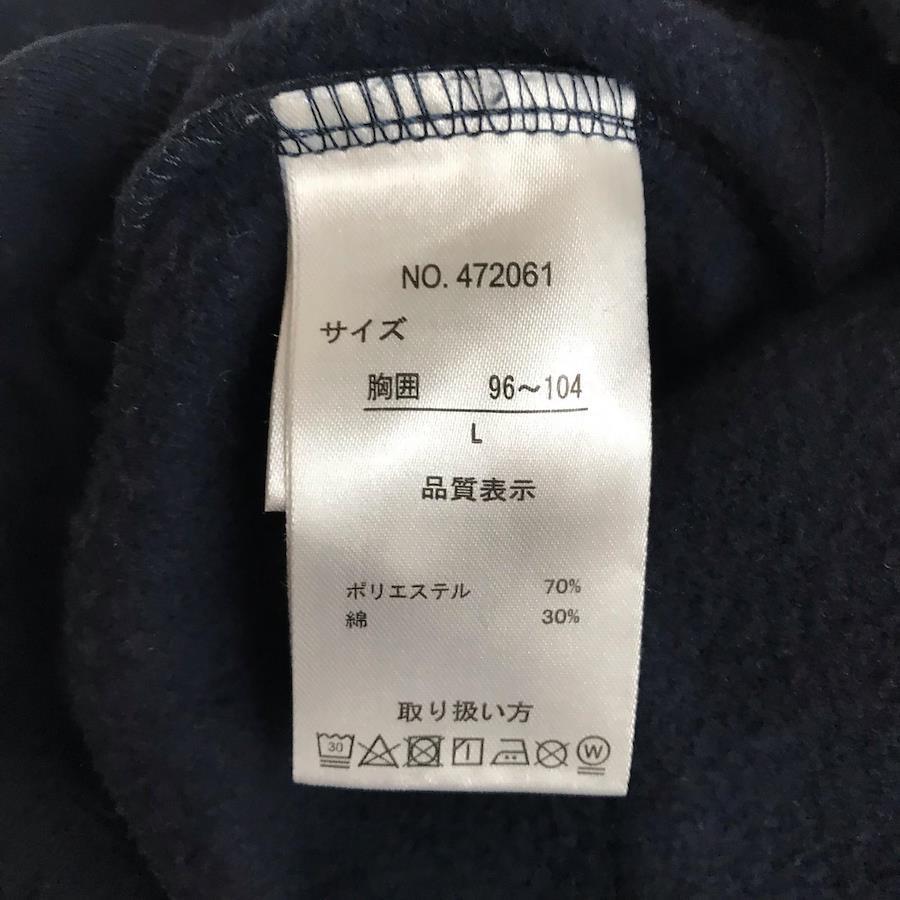 NO. 472061
サイズ
胸囲 96～104
L
品質表示
ポリエステル 70%
綿 30%
取り扱い方
30
W